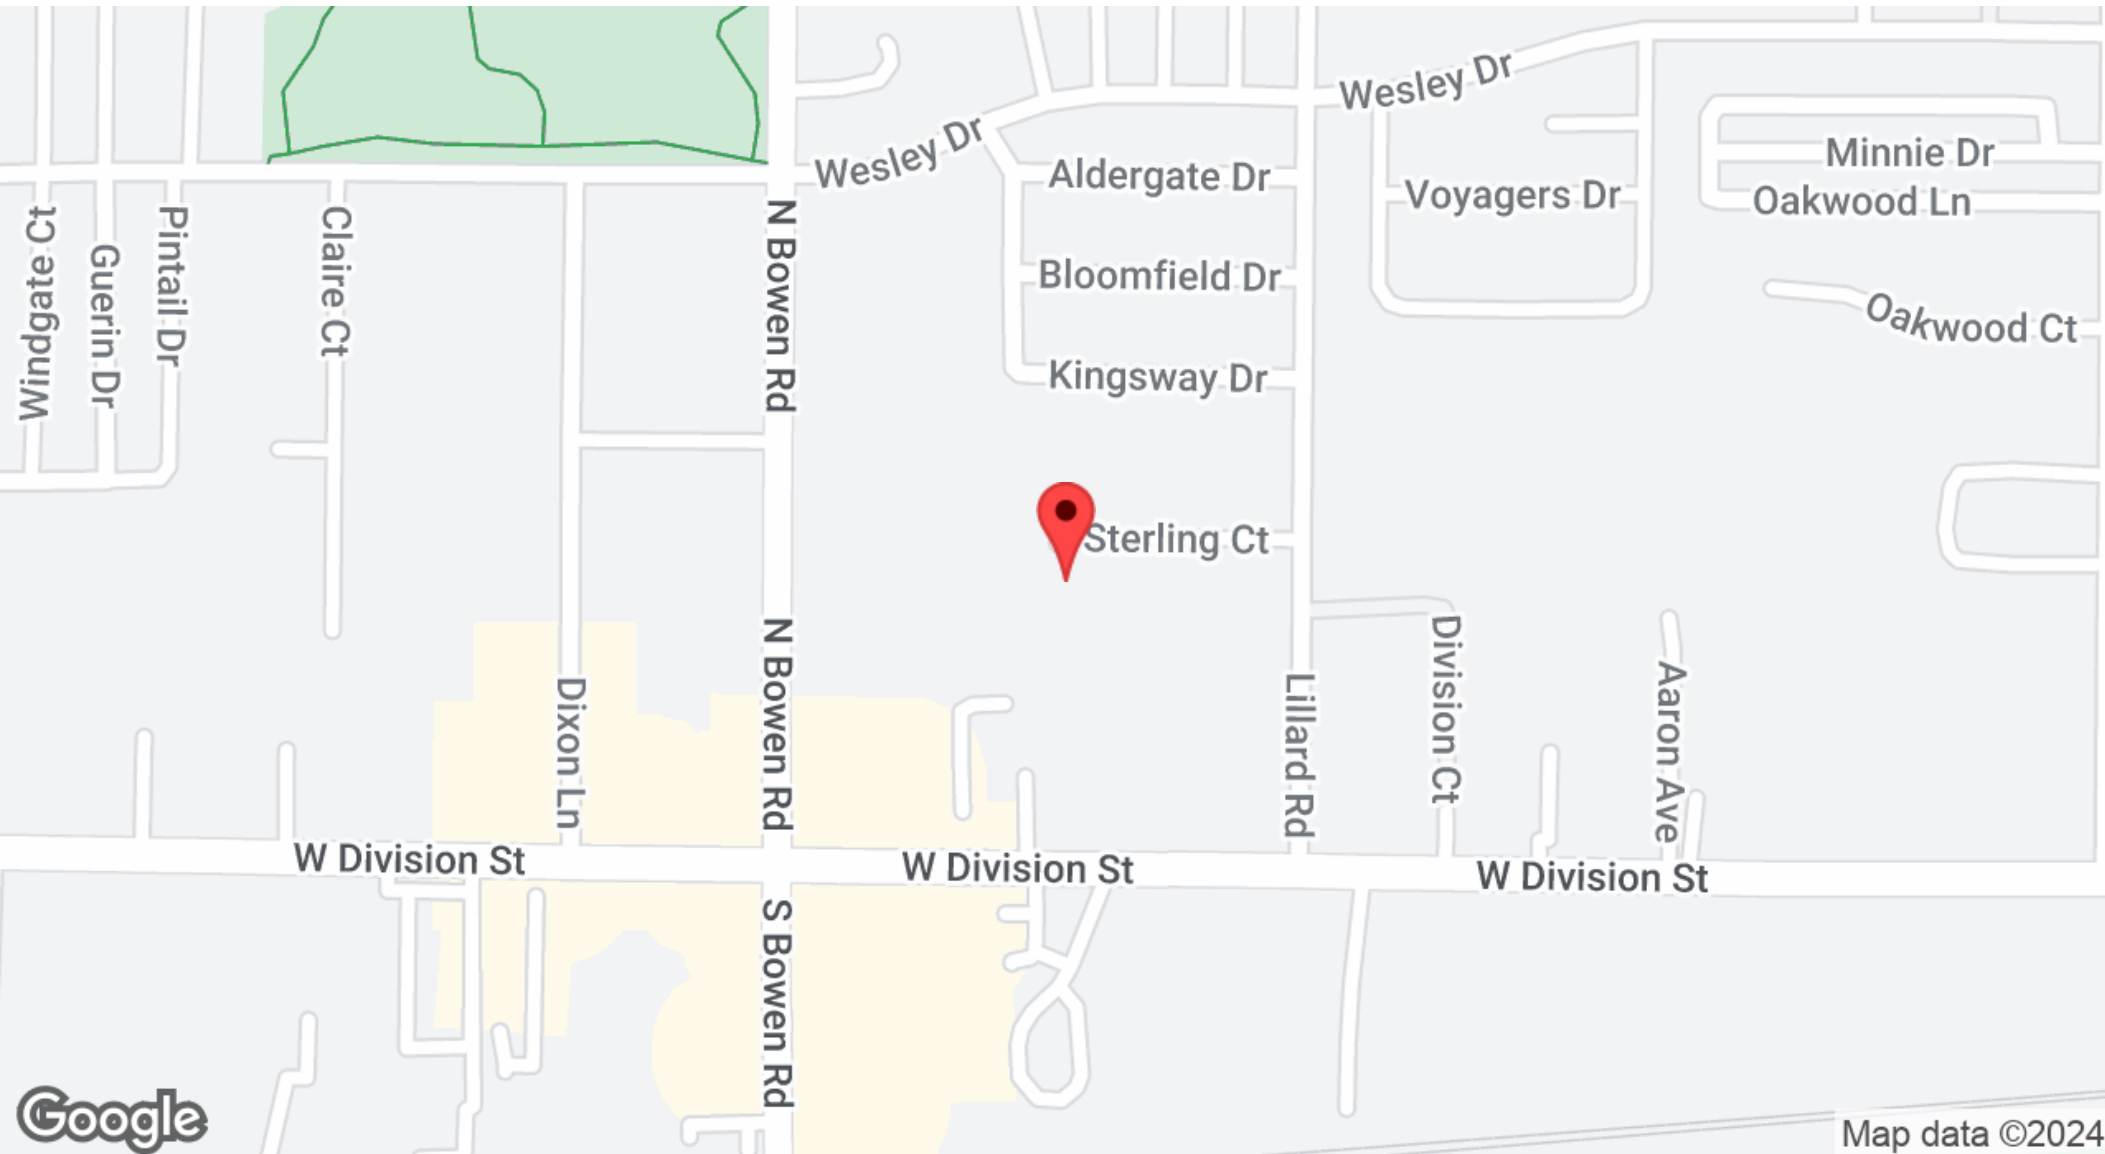 Wesley Dr
Wesley Dr
Minnie Dr
Aldergate Dr
Voyagers Dr
Oakwood Ln
Windgate Ct
Guerin Dr
Pintail Dr
Claire Ct
N Bowen Rd
Bloomfield Dr
Oakwood Ct
Kingsway Dr
Sterling Ct
N Bowen Rd
Dixon Ln
Lillard Rd
Division Ct
Aaron Ave
W Division St
W Division St
W Division St
S Bowen Rd
Google
Map data ©2024